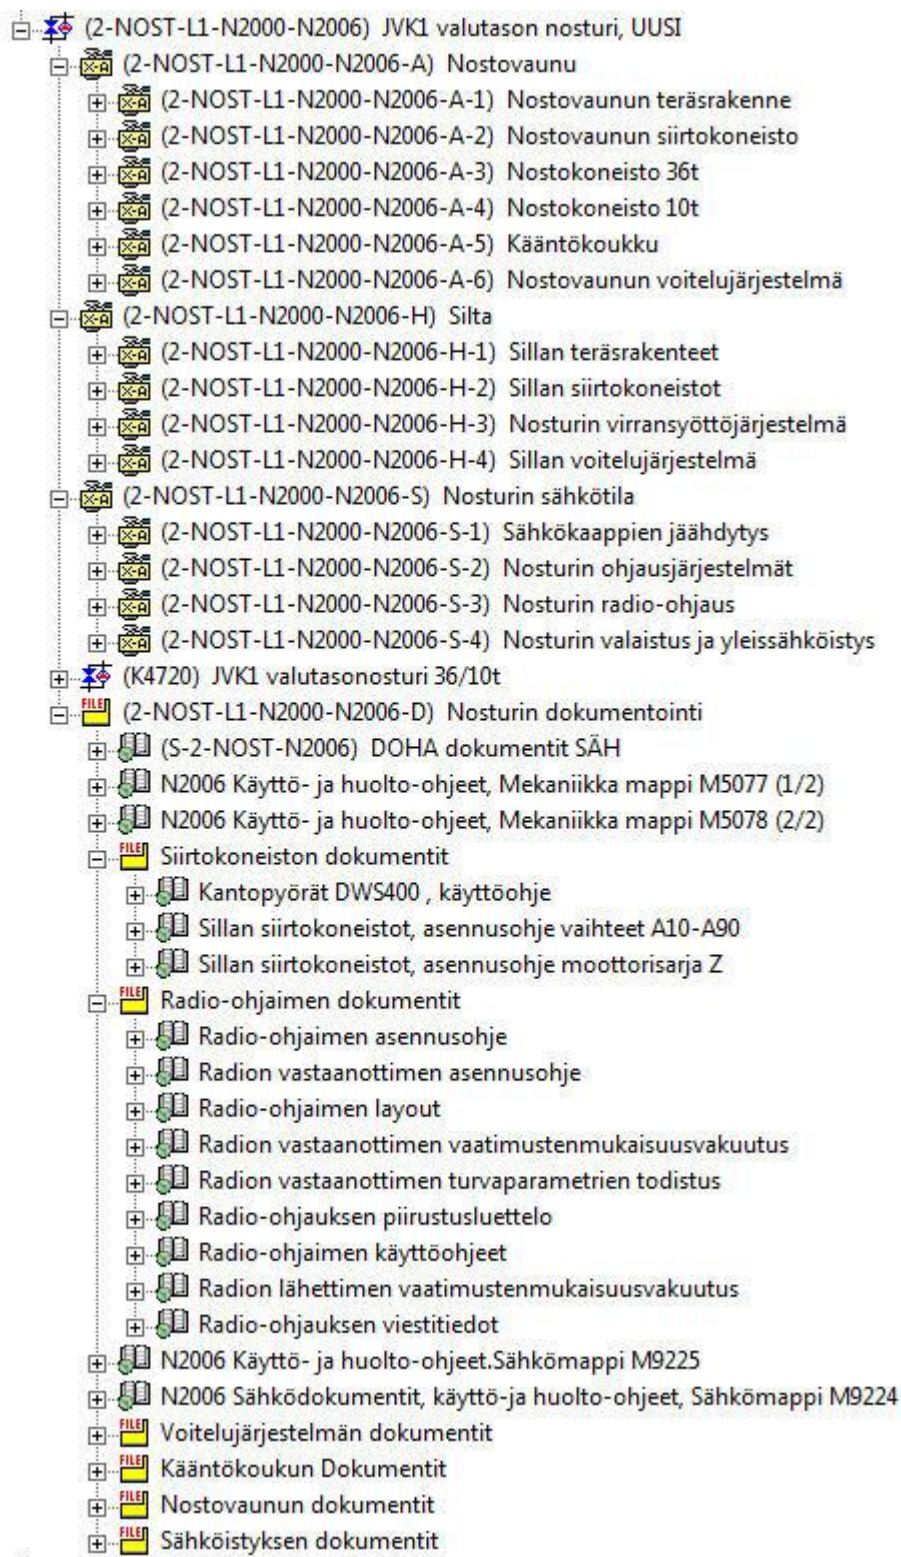 (2-NOST-L1-N2000-N2006) JVK1 valutason nosturi, UUSI
(2-NOST-L1-N2000-N2006-A) Nostovaunu
(2-NOST-L1-N2000-N2006-A-1) Nostovaunun teräsrakenne
(2-NOST-L1-N2000-N2006-A-2) Nostovaunun siirtokoneisto
(2-NOST-L1-N2000-N2006-A-3) Nostokoneisto 36t
(2-NOST-L1-N2000-N2006-A-4) Nostokoneisto 10t
(2-NOST-L1-N2000-N2006-A-5) Kääntökoukku
(2-NOST-L1-N2000-N2006-A-6) Nostovaunun voitelujärjestelmä
(2-NOST-L1-N2000-N2006-H) Silta
(2-NOST-L1-N2000-N2006-H-1) Sillan teräsrakenteet
(2-NOST-L1-N2000-N2006-H-2) Sillan siirtokoneistot
(2-NOST-L1-N2000-N2006-H-3) Nosturin virransyöttöjärjestelmä
(2-NOST-L1-N2000-N2006-H-4) Sillan voitelujärjestelmä
(2-NOST-L1-N2000-N2006-S) Nosturin sähkötila
(2-NOST-L1-N2000-N2006-S-1) Sähkökaappien jäähdytys
(2-NOST-L1-N2000-N2006-S-2) Nosturin ohjausjärjestelmät
(2-NOST-L1-N2000-N2006-S-3) Nosturin radio-ohjaus
(2-NOST-L1-N2000-N2006-S-4) Nosturin valaistus ja yleissähköistys
(K4720) JVK1 valutasonosturi 36/10t
(2-NOST-L1-N2000-N2006-D) Nosturin dokumentointi
(S-2-NOST-N2006) DOHA dokumentit SÄH
N2006 Käyttö- ja huolto-ohjeet, Mekaniikka mappi M5077 (1/2)
N2006 Käyttö- ja huolto-ohjeet, Mekaniikka mappi M5078 (2/2)
Siirtokoneiston dokumentit
Kantopyörät DWS400 , käyttöohje
Sillan siirtokoneistot, asennusohje vaihteet A10-A90
Sillan siirtokoneistot, asennusohje moottorisarja Z
Radio-ohjaimen dokumentit
Radio-ohjaimen asennusohje
Radion vastaanottimen asennusohje
Radio-ohjaimen layout
Radion vastaanottimen vaatimustenmukaisuusvakuutus
Radion vastaanottimen turvaparametrien todistus
Radio-ohjauksen piirustusluettelo
Radio-ohjaimen käyttöohjeet
Radion lähettimen vaatimustenmukaisuusvakuutus
Radio-ohjauksen viestitiedot
N2006 Käyttö- ja huolto-ohjeet.Sähkömappi M9225
N2006 Sähködokumentit, käyttö-ja huolto-ohjeet, Sähkömappi M9224
Voitelujärjestelmän dokumentit
Kääntökoukun Dokumentit
Nostovaunun dokumentit
Sähköistyksen dokumentit